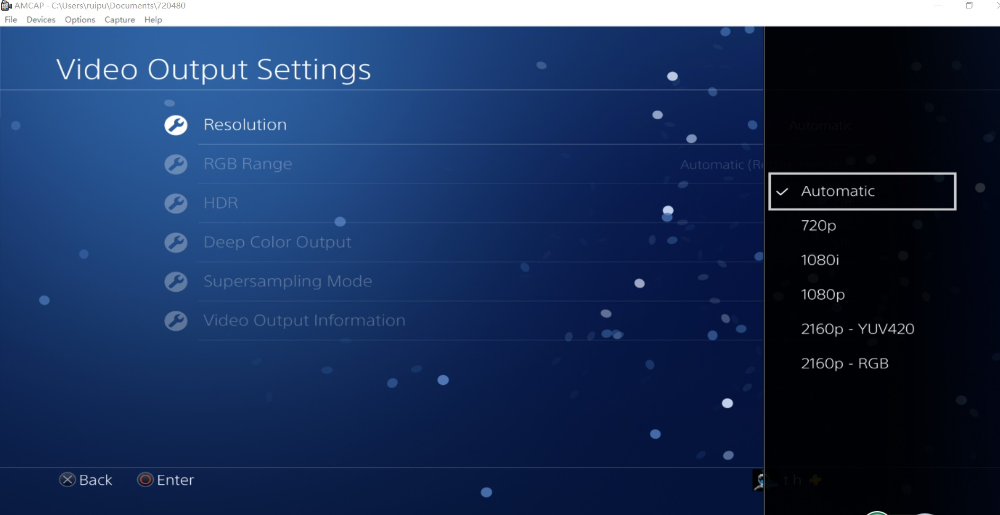 AMCAP - C:\Users\ruipu\Documents\720480
File Devices Options Capture Help
Video Output Settings
Resolution
Automatic
RGB Range
Automatic (Re
HDR
Deep Color Output
Supersampling Mode
Video Output Information
Automatic
720p
1080i
1080p
2160p - YUV420
2160p - RGB
Back
Enter
th